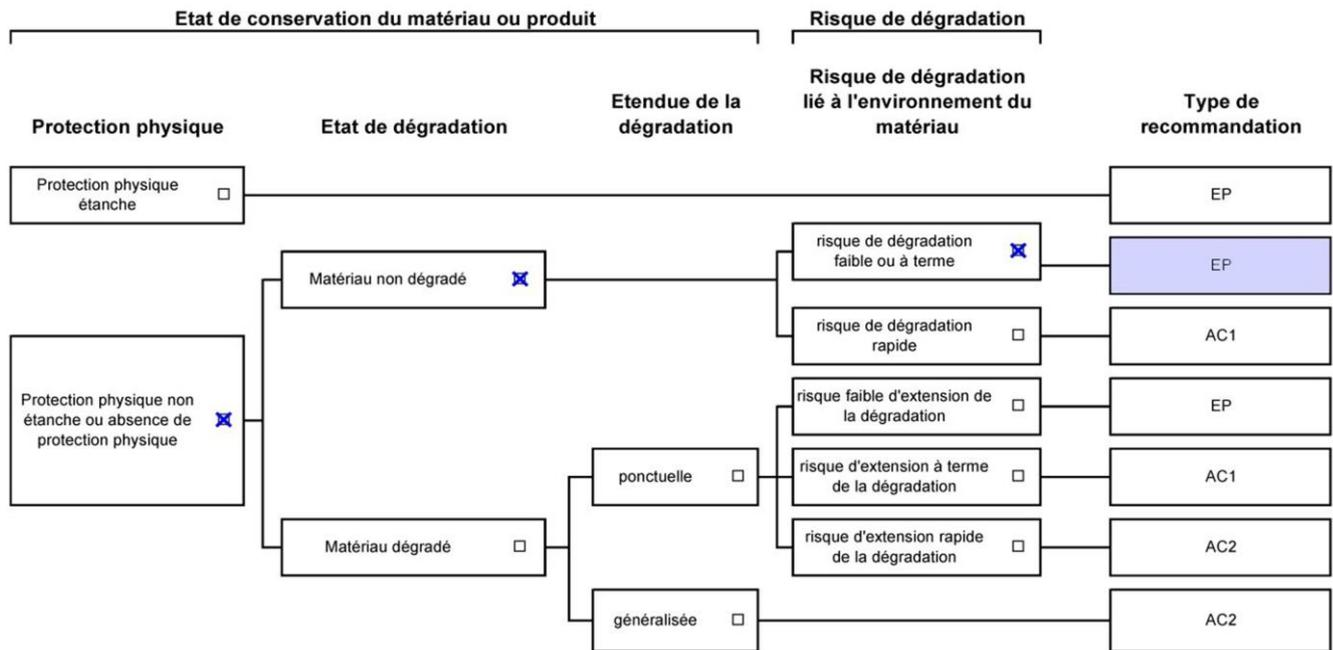 Etat de conservation du matériau ou produit
Risque de dégradation
Protection physique
Etat de dégradation
Etendue de la
dégradation
Risque de dégradation
lié à l'environnement du
matériau
Type de
recommandation
Protection physique
étanche
EP
risque de dégradation
faible ou à terme
EP
Matériau non dégradé
risque de dégradation
rapide
AC1
Protection physique non
étanche ou absence de
protection physique
risque faible d'extension de
la dégradation
EP
ponctuelle
risque d'extension à terme
de la dégradation
AC1
Matériau dégradé
risque d'extension rapide
de la dégradation
AC2
généralisée
AC2